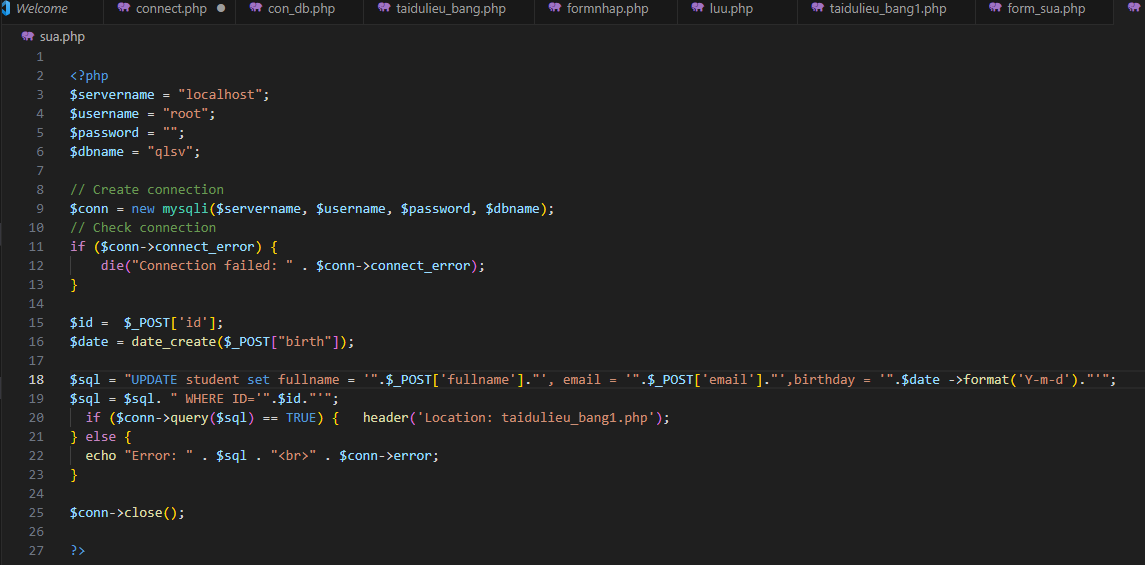 Welcome connect.php con_db.php taidulieu_bang.php formnhap.php luu.php taidulieu_bang1.php form_sua.php
sua.php
1
2 <?php
3 $servername = "localhost";
4 $username = "root";
5 $password = "";
6 $dbname = "qlsv";
7
8 // Create connection
9 $conn = new mysqli($servername, $username, $password, $dbname);
10 // Check connection
11 if ($conn->connect_error) {
12 die("Connection failed: " . $conn->connect_error);
13 }
14
15 $id =  $_POST['id'];
16 $date = date_create($_POST["birth"]);
17
18 $sql = "UPDATE student set fullname = '".$_POST['fullname']."', email = '".$_POST['email']."',birthday = '".$date ->format('Y-m-d')."'";
19 $sql = $sql. " WHERE ID='".$id."'";
20 if ($conn->query($sql) == TRUE) {   header('Location: taidulieu_bang1.php');
21 } else {
22 echo "Error: " . $sql . "<br>" . $conn->error;
23 }
24
25 $conn->close();
26
27 ?>